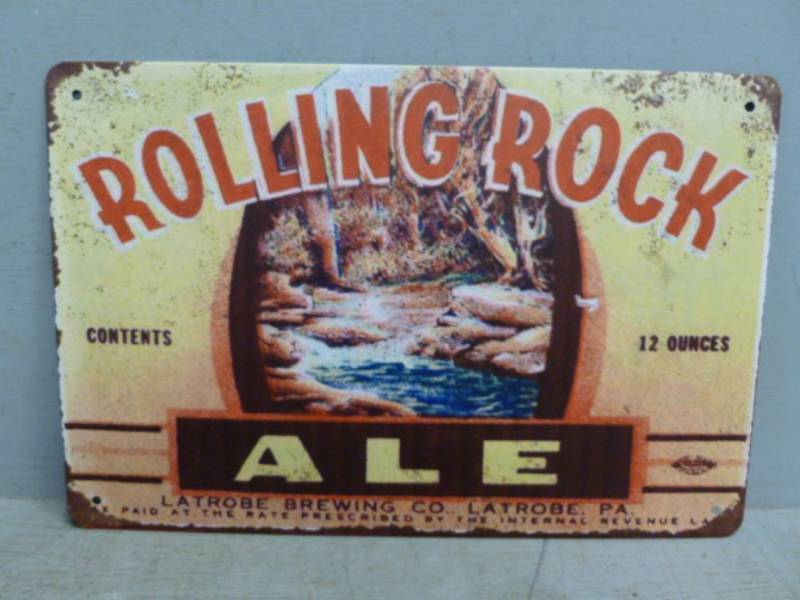 ROLLING ROCK
CONTENTS
12 OUNCES
ALE
LATROBE BREWING CO., LATROBE, PA.
PAID AT THE RATE PRESCRIBED BY THE INTERNAL REVENUE